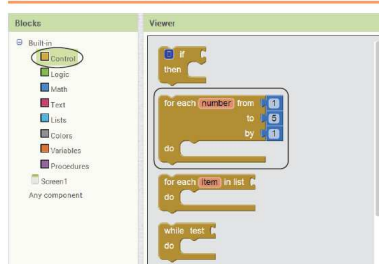 Blocks
Viewer
Built-in
Control
Logic
Math
Text
Lists
Colors
Variables
Procedures
Screen1
Any component
if
then
for each number from 1
to 5
by 1
do
for each item in list
do
while test
do